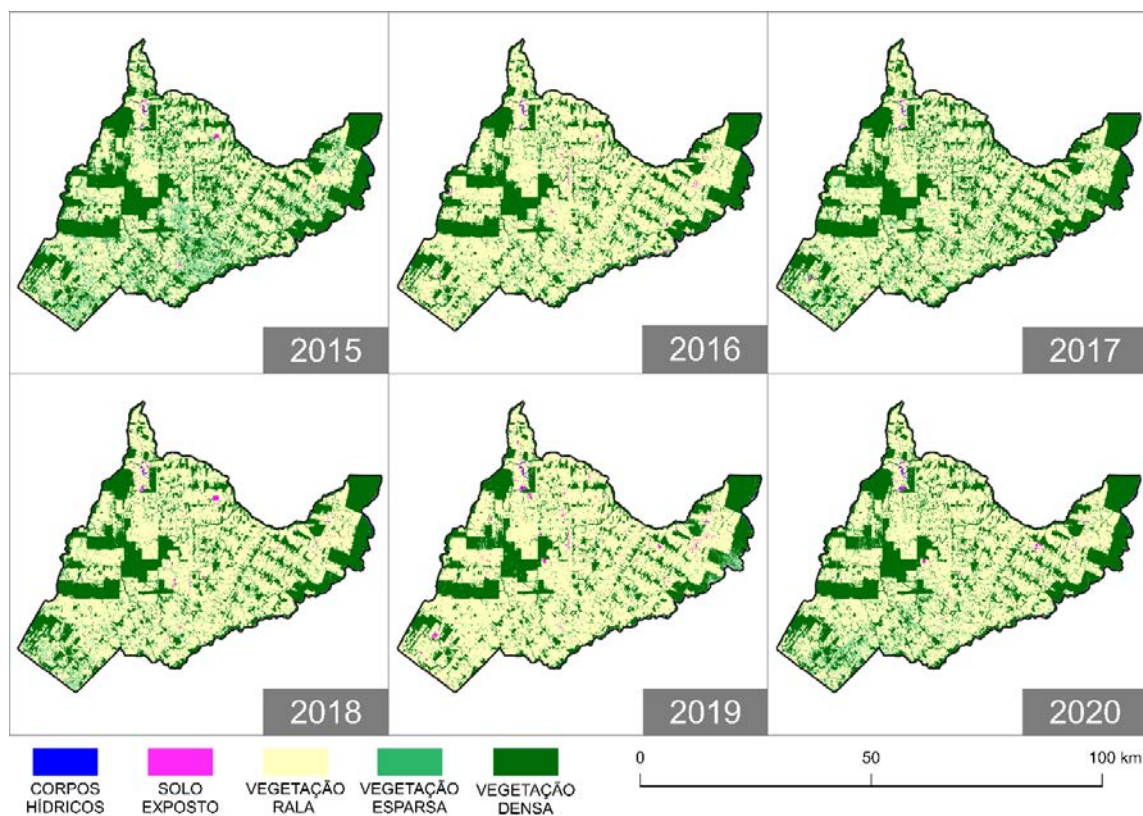 2015
2016
2017
2018
2019
2020
CORPOS
HÍDRICOS
SOLO
EXPOSTO
VEGETAÇÃO
RALA
VEGETAÇÃO
ESPARSA
VEGETAÇÃO
DENSA
0 50 100 km